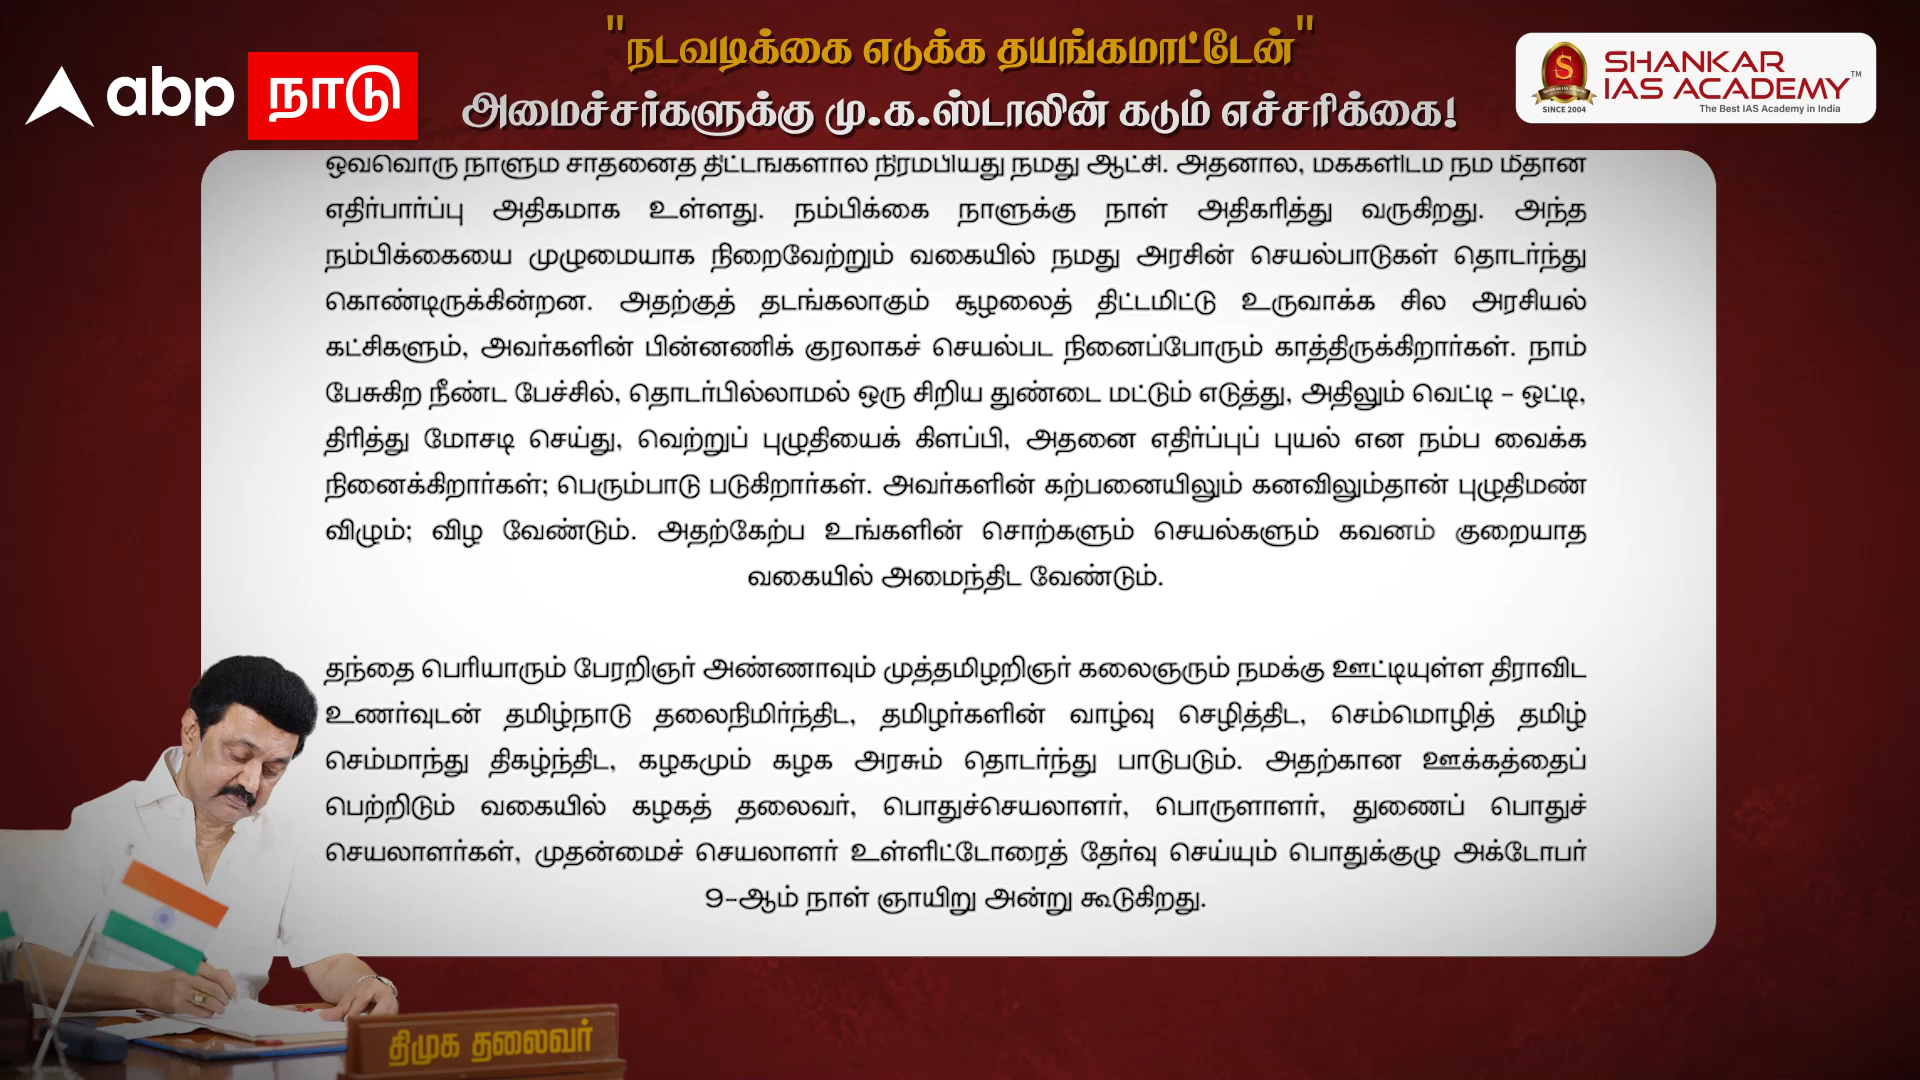 "நடவடிக்கை எடுக்க தயங்கமாட்டேன்"
abp நாடு
அமைச்சர்களுக்கு மு.க.ஸ்டாலின் கடும் எச்சரிக்கை!
S
SINCE 2004
SHANKAR
IAS ACADEMY™
The Best IAS Academy in India
ஒவ்வொரு நாளும் சாதனைத் திட்டங்களால் நிரம்பியது நமது ஆட்சி. அதனால், மக்களிடம் நம் மீதான
எதிர்பார்ப்பு அதிகமாக உள்ளது. நம்பிக்கை நாளுக்கு நாள் அதிகரித்து வருகிறது. அந்த
நம்பிக்கையை முழுமையாக நிறைவேற்றும் வகையில் நமது அரசின் செயல்பாடுகள் தொடர்ந்து
கொண்டிருக்கின்றன. அதற்குத் தடங்கலாகும் சூழலைத் திட்டமிட்டு உருவாக்க சில அரசியல்
கட்சிகளும், அவர்களின் பின்னணிக் குரலாகச் செயல்பட நினைப்போரும் காத்திருக்கிறார்கள். நாம்
பேசுகிற நீண்ட பேச்சில், தொடர்பில்லாமல் ஒரு சிறிய துண்டை மட்டும் எடுத்து, அதிலும் வெட்டி – ஒட்டி,
திரித்து மோசடி செய்து, வெற்றுப் புழுதியைக் கிளப்பி, அதனை எதிர்ப்புப் புயல் என நம்ப வைக்க
நினைக்கிறார்கள்; பெரும்பாடு படுகிறார்கள். அவர்களின் கற்பனையிலும் கனவிலும்தான் புழுதிமண்
விழும்; விழ வேண்டும். அதற்கேற்ப உங்களின் சொற்களும் செயல்களும் கவனம் குறையாத
வகையில் அமைந்திட வேண்டும்.
தந்தை பெரியாரும் பேரறிஞர் அண்ணாவும் முத்தமிழறிஞர் கலைஞரும் நமக்கு ஊட்டியுள்ள திராவிட
உணர்வுடன் தமிழ்நாடு தலைநிமிர்ந்திட, தமிழர்களின் வாழ்வு செழித்திட, செம்மொழித் தமிழ்
செம்மாந்து திகழ்ந்திட, கழகமும் கழக அரசும் தொடர்ந்து பாடுபடும். அதற்கான ஊக்கத்தைப்
பெற்றிடும் வகையில் கழகத் தலைவர், பொதுச்செயலாளர், பொருளாளர், துணைப் பொதுச்
செயலாளர்கள், முதன்மைச் செயலாளர் உள்ளிட்டோரைத் தேர்வு செய்யும் பொதுக்குழு அக்டோபர்
9-ஆம் நாள் ஞாயிறு அன்று கூடுகிறது.
திமுக தலைவர்